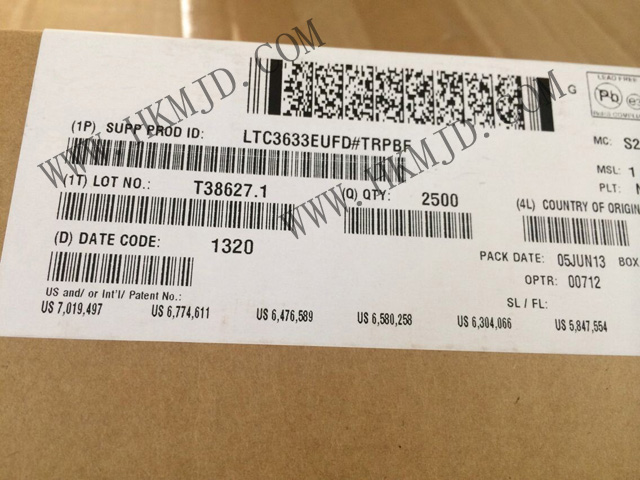 WWW.HKMJD.COM
WWW.HKMJD.COM
G
LEAD FREE
Pb
(1P) SUPP PROD ID: LTC3633EUFD#TRPBF
MC: S2
MSL: 1
(1T) LOT NO.: T38627.1 (Q) QTY: 2500
PLT:
(4L) COUNTRY OF ORIGIN
(D) DATE CODE: 1320
PACK DATE: 05JUN13 BOX
OPTR: 00712
US and/ or Int'l/ Patent No.:
SL / FL:
US 7,019,497 US 6,774,611 US 6,476,589 US 6,580,258 US 6,304,066 US 5,847,554